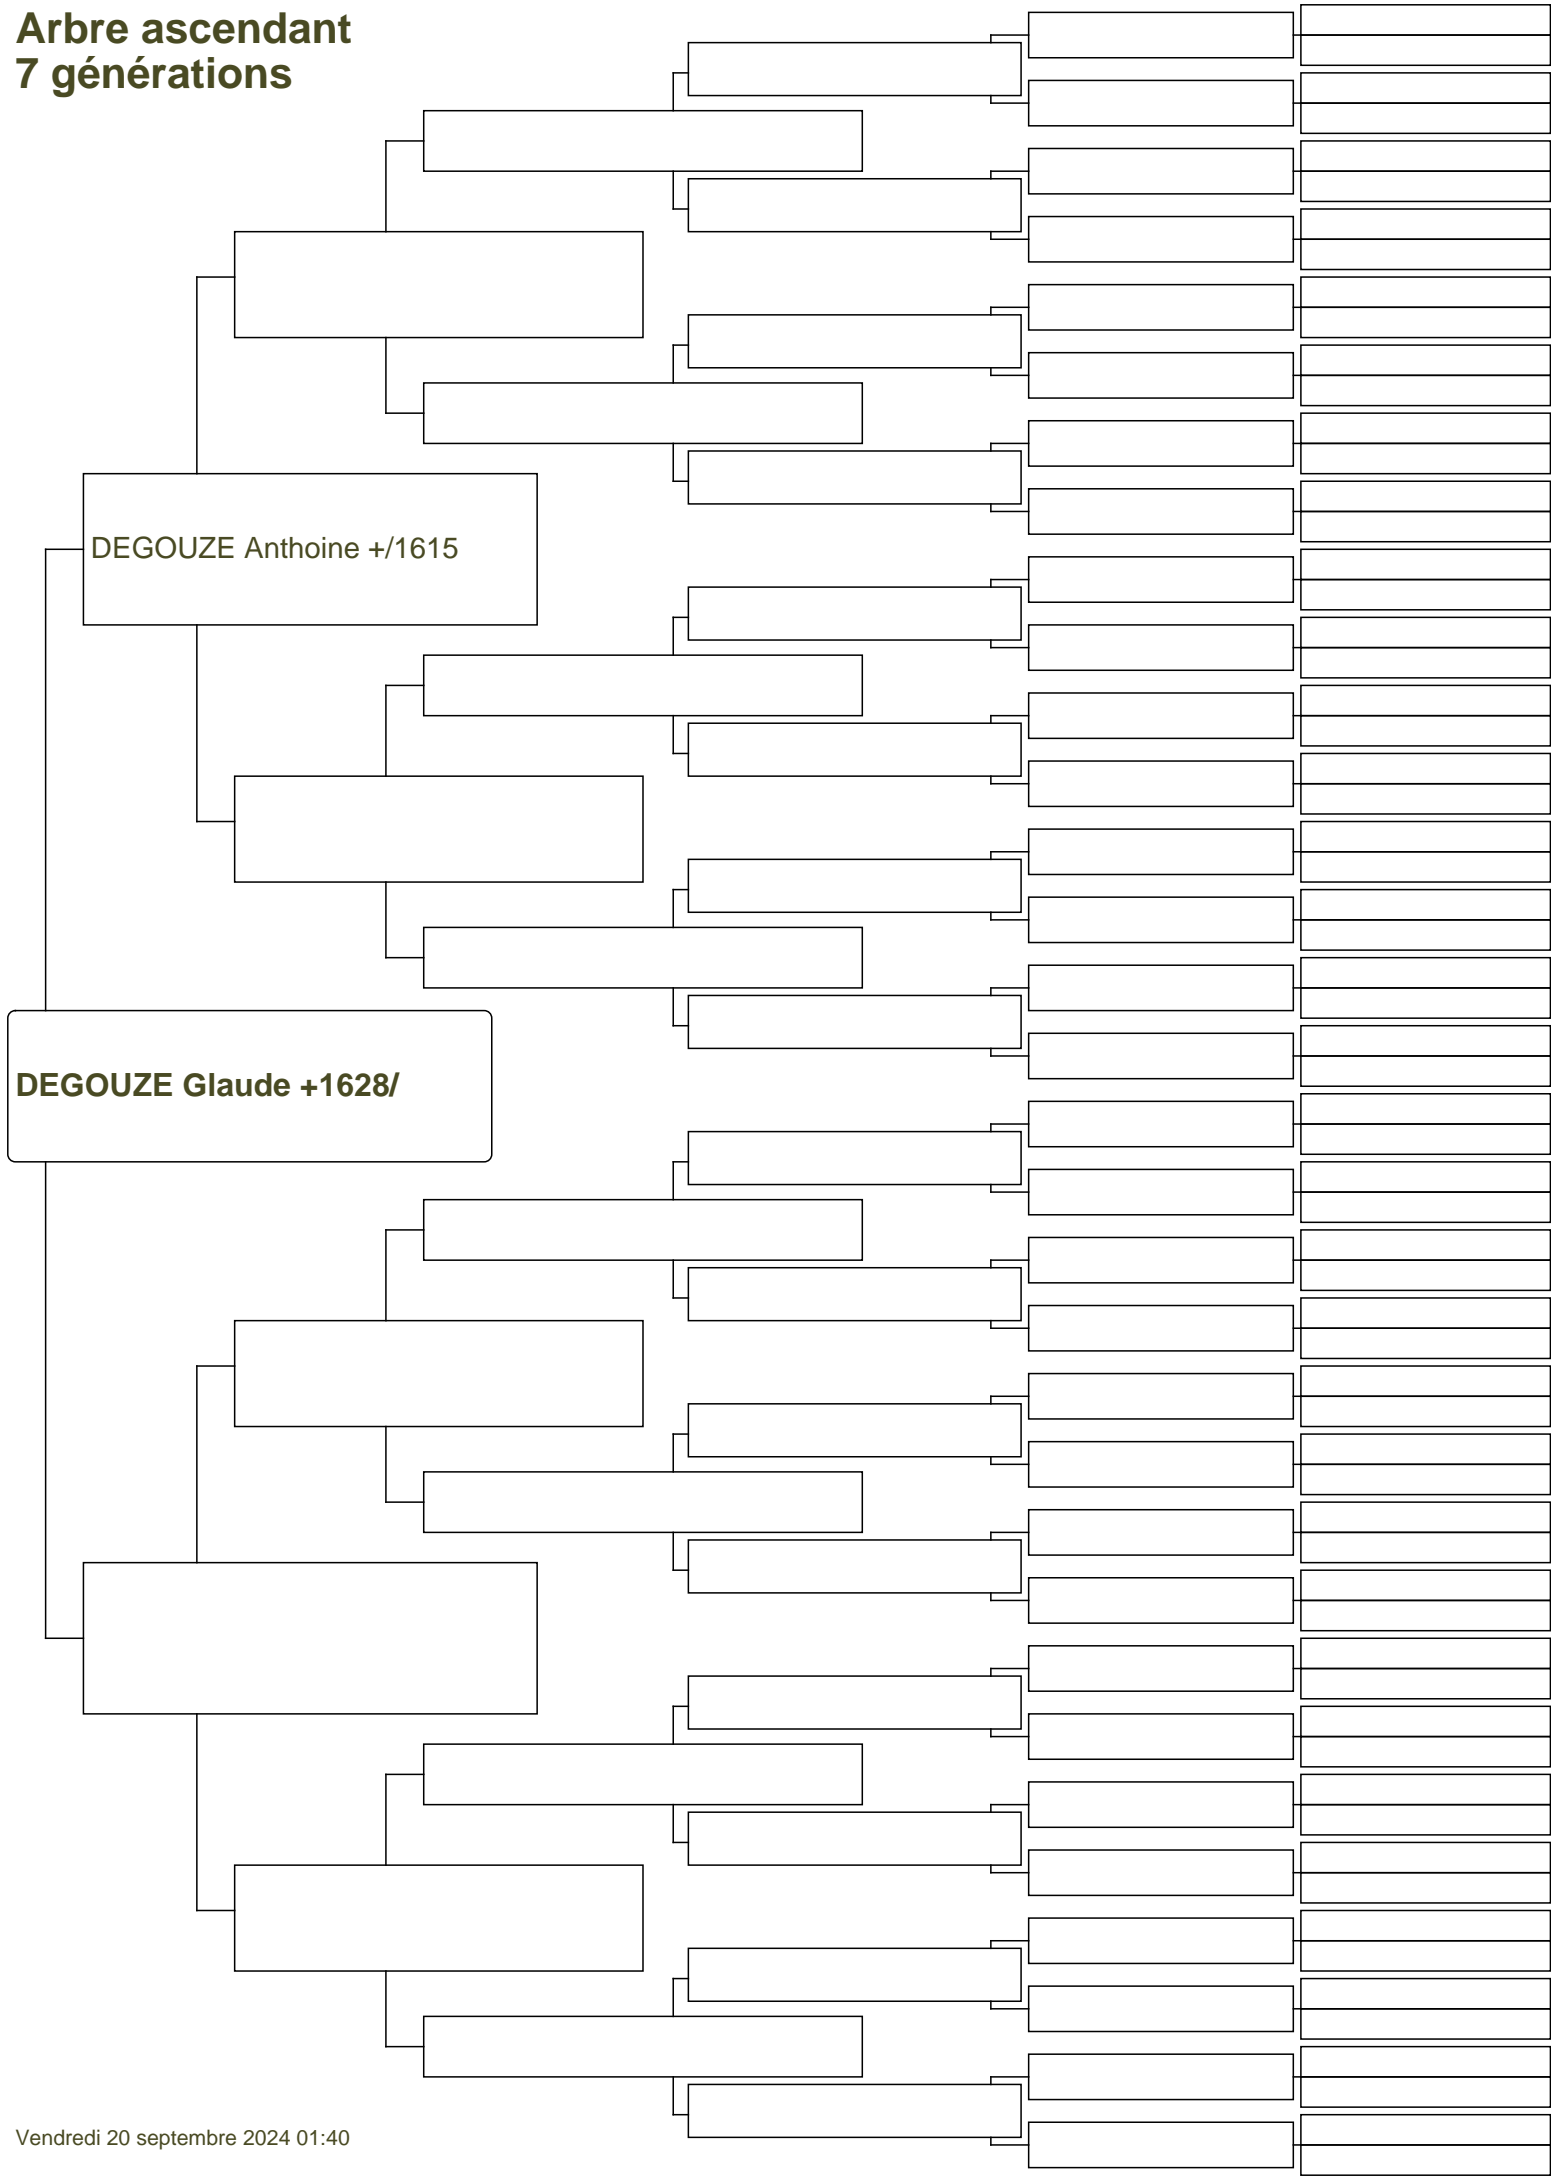 Arbre ascendant
7 générations
DEGOUZE Anthoine +/1615
DEGOUZE Glaude +1628/
Vendredi 20 septembre 2024 01:40